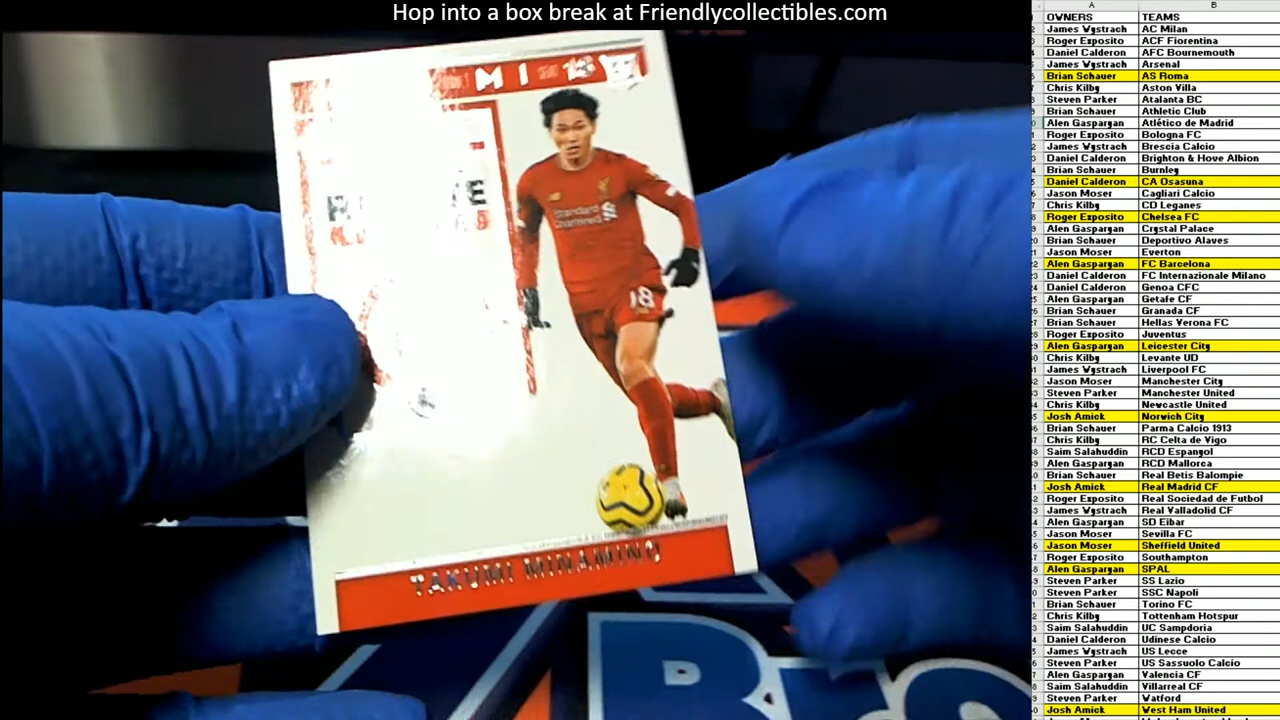 Hop into a box break at Friendlycollectibles.com
A B
OWNERS TEAMS
James Wystrach AC Milan
Roger Exposito ACF Fiorentina
Daniel Calderon AFC Bournemouth
James Wystrach Arsenal
Brian Schauer AS Roma
Chris Kilby Aston Villa
Steven Parker Atalanta BC
Brian Schauer Athletic Club
Alen Gasparyan Atlético de Madrid
Roger Exposito Bologna FC
James Wystrach Brescia Calcio
Daniel Calderon Brighton & Hove Albion
Brian Schauer Burnley
Daniel Calderon CA Osasuna
Jason Moser Cagliari Calcio
Chris Kilby CD Leganes
Roger Exposito Chelsea FC
Alen Gasparyan Crystal Palace
Brian Schauer Deportivo Alaves
Jason Moser Everton
Alen Gasparyan FC Barcelona
Daniel Calderon FC Internazionale Milano
Daniel Calderon Genoa CFC
Alen Gasparyan Getafe CF
Brian Schauer Granada CF
Brian Schauer Hellas Verona FC
Roger Exposito Juventus
Alen Gasparyan Leicester City
Chris Kilby Levante UD
James Wystrach Liverpool FC
Jason Moser Manchester City
Steven Parker Manchester United
Chris Kilby Newcastle United
Josh Amick Norwich City
Brian Schauer Parma Calcio 1913
Chris Kilby RC Celta de Vigo
Saim Salahuddin RCD Espanyol
Alen Gasparyan RCD Mallorca
Brian Schauer Real Betis Balompie
Josh Amick Real Madrid CF
Roger Exposito Real Sociedad de Futbol
James Wystrach Real Valladolid CF
Alen Gasparyan SD Eibar
Jason Moser Sevilla FC
Jason Moser Sheffield United
Roger Exposito Southampton
Alen Gasparyan SPAL
Steven Parker SS Lazio
Steven Parker SSC Napoli
Brian Schauer Torino FC
Chris Kilby Tottenham Hotspur
Saim Salahuddin UC Sampdoria
Daniel Calderon Udinese Calcio
James Wystrach US Lecce
Steven Parker US Sassuolo Calcio
Alen Gasparyan Valencia CF
Saim Salahuddin Villarreal CF
Steven Parker Watford
Josh Amick West Ham United
M I 18
Standard
Chartered
18
TAKUMI MINAMINO
Bro